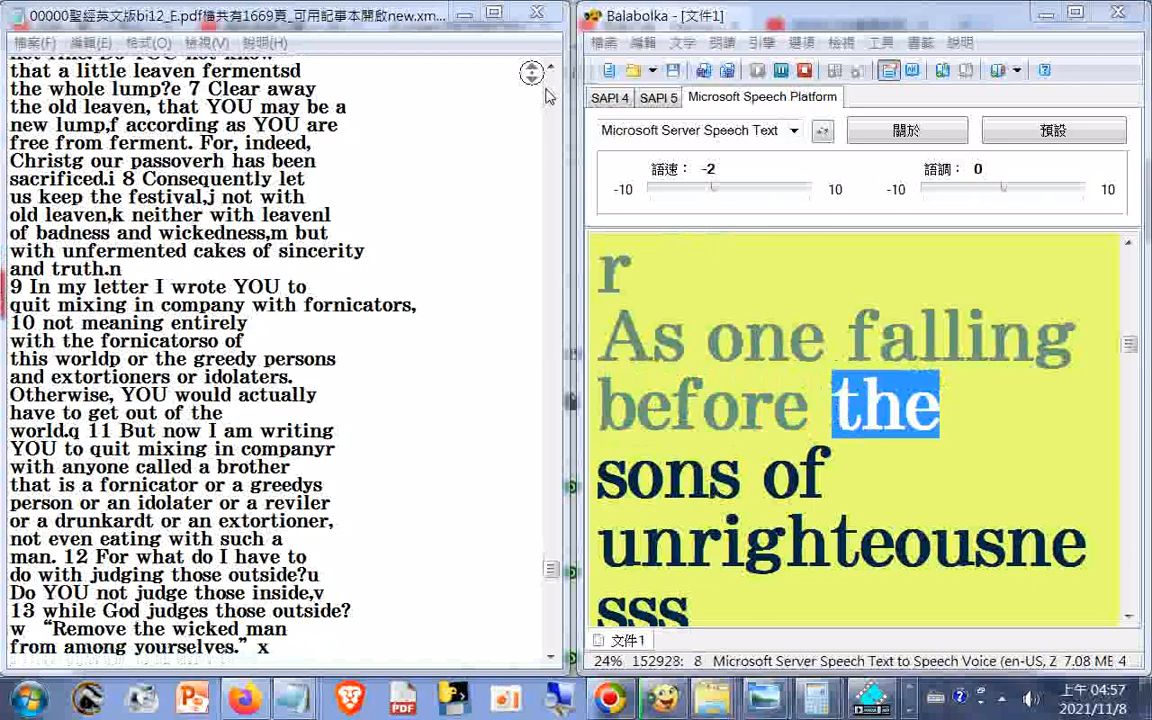 00000聖經英文版bi12_E.pdf檔共有1669頁_可用記事本開啟new.xm...
檔案(F) 編輯(E) 格式(O) 檢視(V) 說明(H)
that a little leaven fermentsd
the whole lump?e 7 Clear away
the old leaven, that YOU may be a
new lump,f according as YOU are
free from ferment. For, indeed,
Christg our passoverh has been
sacrificed.i 8 Consequently let
us keep the festival,j not with
old leaven,k neither with leavenl
of badness and wickedness,m but
with unfermented cakes of sincerity
and truth.n
9 In my letter I wrote YOU to
quit mixing in company with fornicators,
10 not meaning entirely
with the fornicatorso of
this worldp or the greedy persons
and extortioners or idolaters.
Otherwise, YOU would actually
have to get out of the
world.q 11 But now I am writing
YOU to quit mixing in companyr
with anyone called a brother
that is a fornicator or a greedys
person or an idolater or a reviler
or a drunkardt or an extortioner,
not even eating with such a
man. 12 For what do I have to
do with judging those outside?u
Do YOU not judge those inside,v
13 while God judges those outside?
w “Remove the wicked man
from among yourselves.” x
Balabolka - [文件1]
檔案 編輯 文字 朗讀 引擎 選項 檢視 工具 書籤 說明
SAPI 4 SAPI 5 Microsoft Speech Platform
Microsoft Server Speech Text 關於 預設
語速： -2 語調： 0
-10 10 -10 10
r
As one falling
before the
sons of
unrighteousne
sss
文件1
24% 152928: 8 Microsoft Server Speech Text to Speech Voice (en-US, Z 7.08 MB 4
上午 04:57
2021/11/8